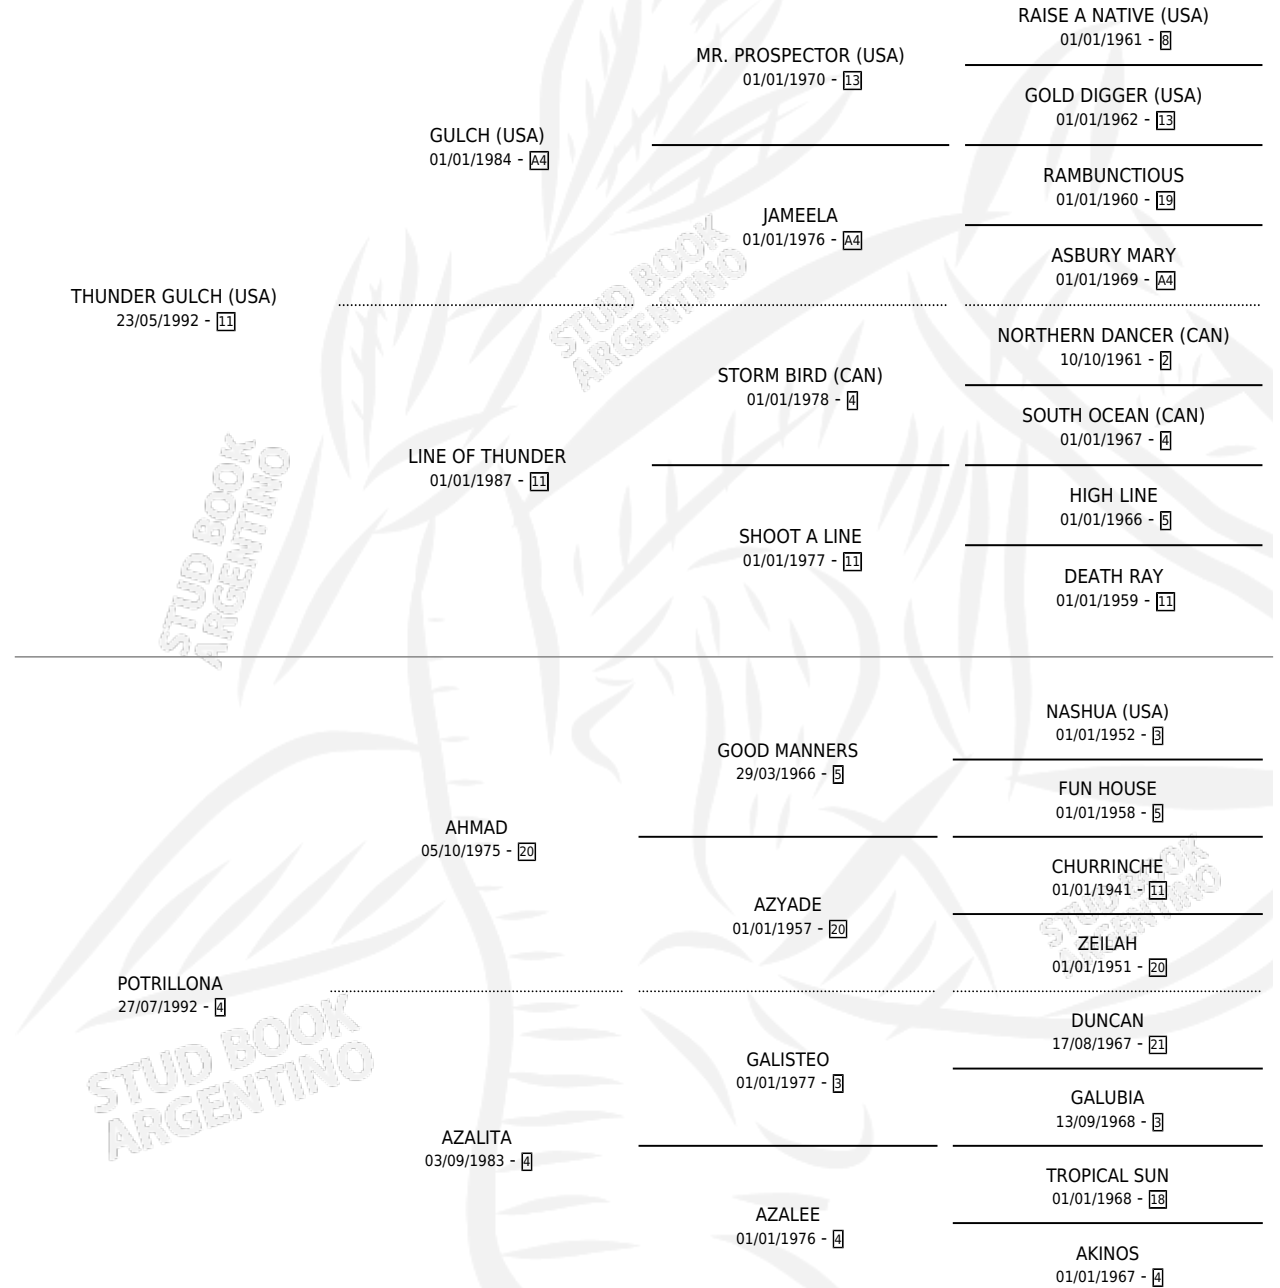 RAISE A NATIVE (USA)
01/01/1961 - 8
MR. PROSPECTOR (USA)
01/01/1970 - 13
GOLD DIGGER (USA)
01/01/1962 - 13
GULCH (USA)
01/01/1984 - A4
RAMBUNCTIOUS
01/01/1960 - 19
JAMEELA
01/01/1976 - A4
ASBURY MARY
01/01/1969 - A4
THUNDER GULCH (USA)
23/05/1992 - 11
NORTHERN DANCER (CAN)
10/10/1961 - 2
STORM BIRD (CAN)
01/01/1978 - 4
SOUTH OCEAN (CAN)
01/01/1967 - 4
LINE OF THUNDER
01/01/1987 - 11
HIGH LINE
01/01/1966 - 5
SHOOT A LINE
01/01/1977 - 11
DEATH RAY
01/01/1959 - 11
NASHUA (USA)
01/01/1952 - 3
GOOD MANNERS
29/03/1966 - 5
FUN HOUSE
01/01/1958 - 5
AHMAD
05/10/1975 - 20
CHURRINCHE
01/01/1941 - 11
AZYADE
01/01/1957 - 20
ZEILAH
01/01/1951 - 20
POTRILLONA
27/07/1992 - 4
DUNCAN
17/08/1967 - 21
GALISTEO
01/01/1977 - 3
GALUBIA
13/09/1968 - 3
AZALITA
03/09/1983 - 4
TROPICAL SUN
01/01/1968 - 18
AZALEE
01/01/1976 - 4
AKINOS
01/01/1967 - 4
STUD BOOK
ARGENTINO
STUD BOOK
ARGENTINO
STUD BOOK
ARGENTINO
STUD BOOK
ARGENTINO